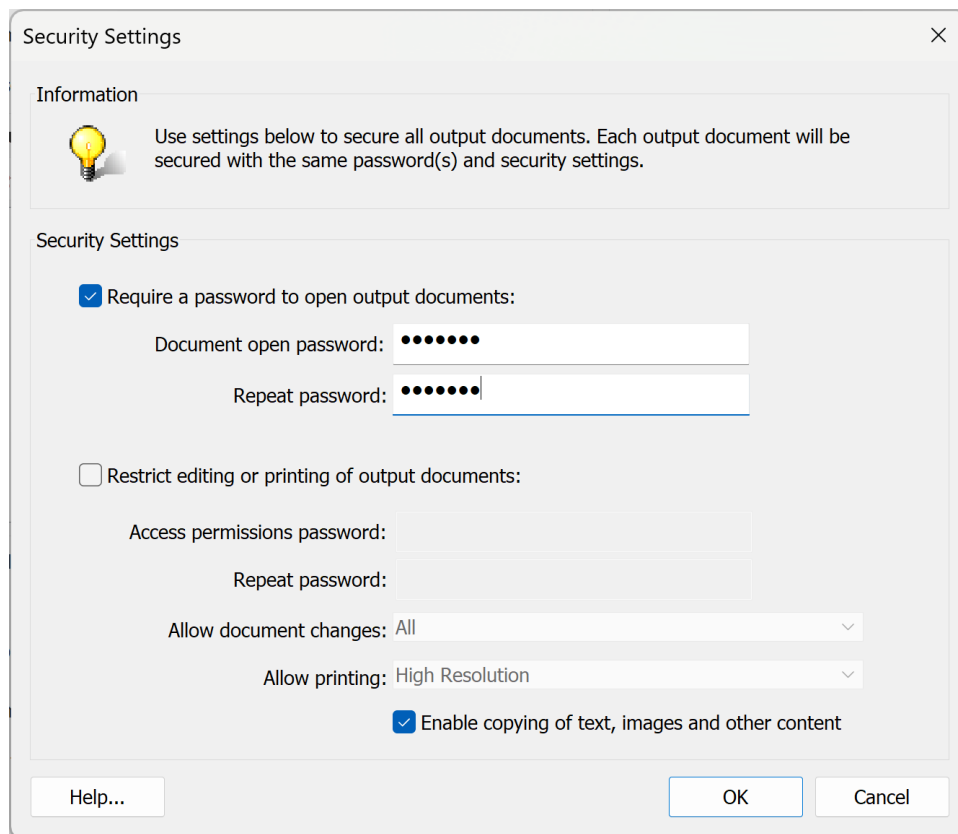 Security Settings
Information
Use settings below to secure all output documents. Each output document will be
secured with the same password(s) and security settings.
Security Settings
Require a password to open output documents:
Document open password: •••••••
Repeat password: •••••••
Restrict editing or printing of output documents:
Access permissions password:
Repeat password:
Allow document changes: All
Allow printing: High Resolution
Enable copying of text, images and other content
Help... OK Cancel